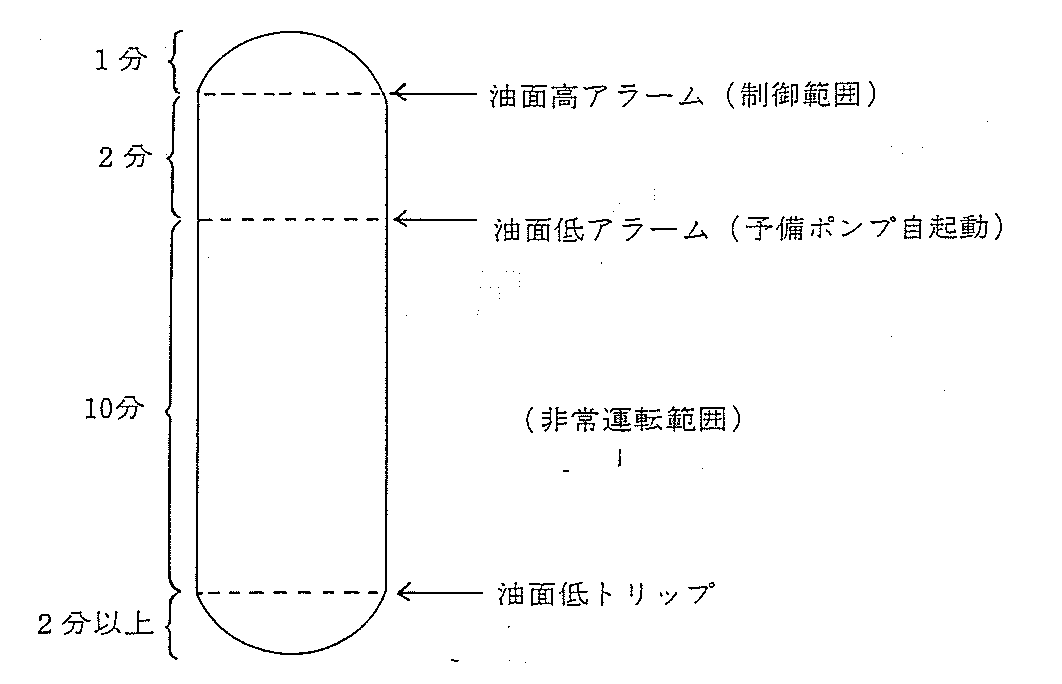 1分
油面高アラーム（制御範囲）
2分
油面低アラーム（予備ポンプ自起動）
10分
（非常運転範囲）
油面低トリップ
2分以上